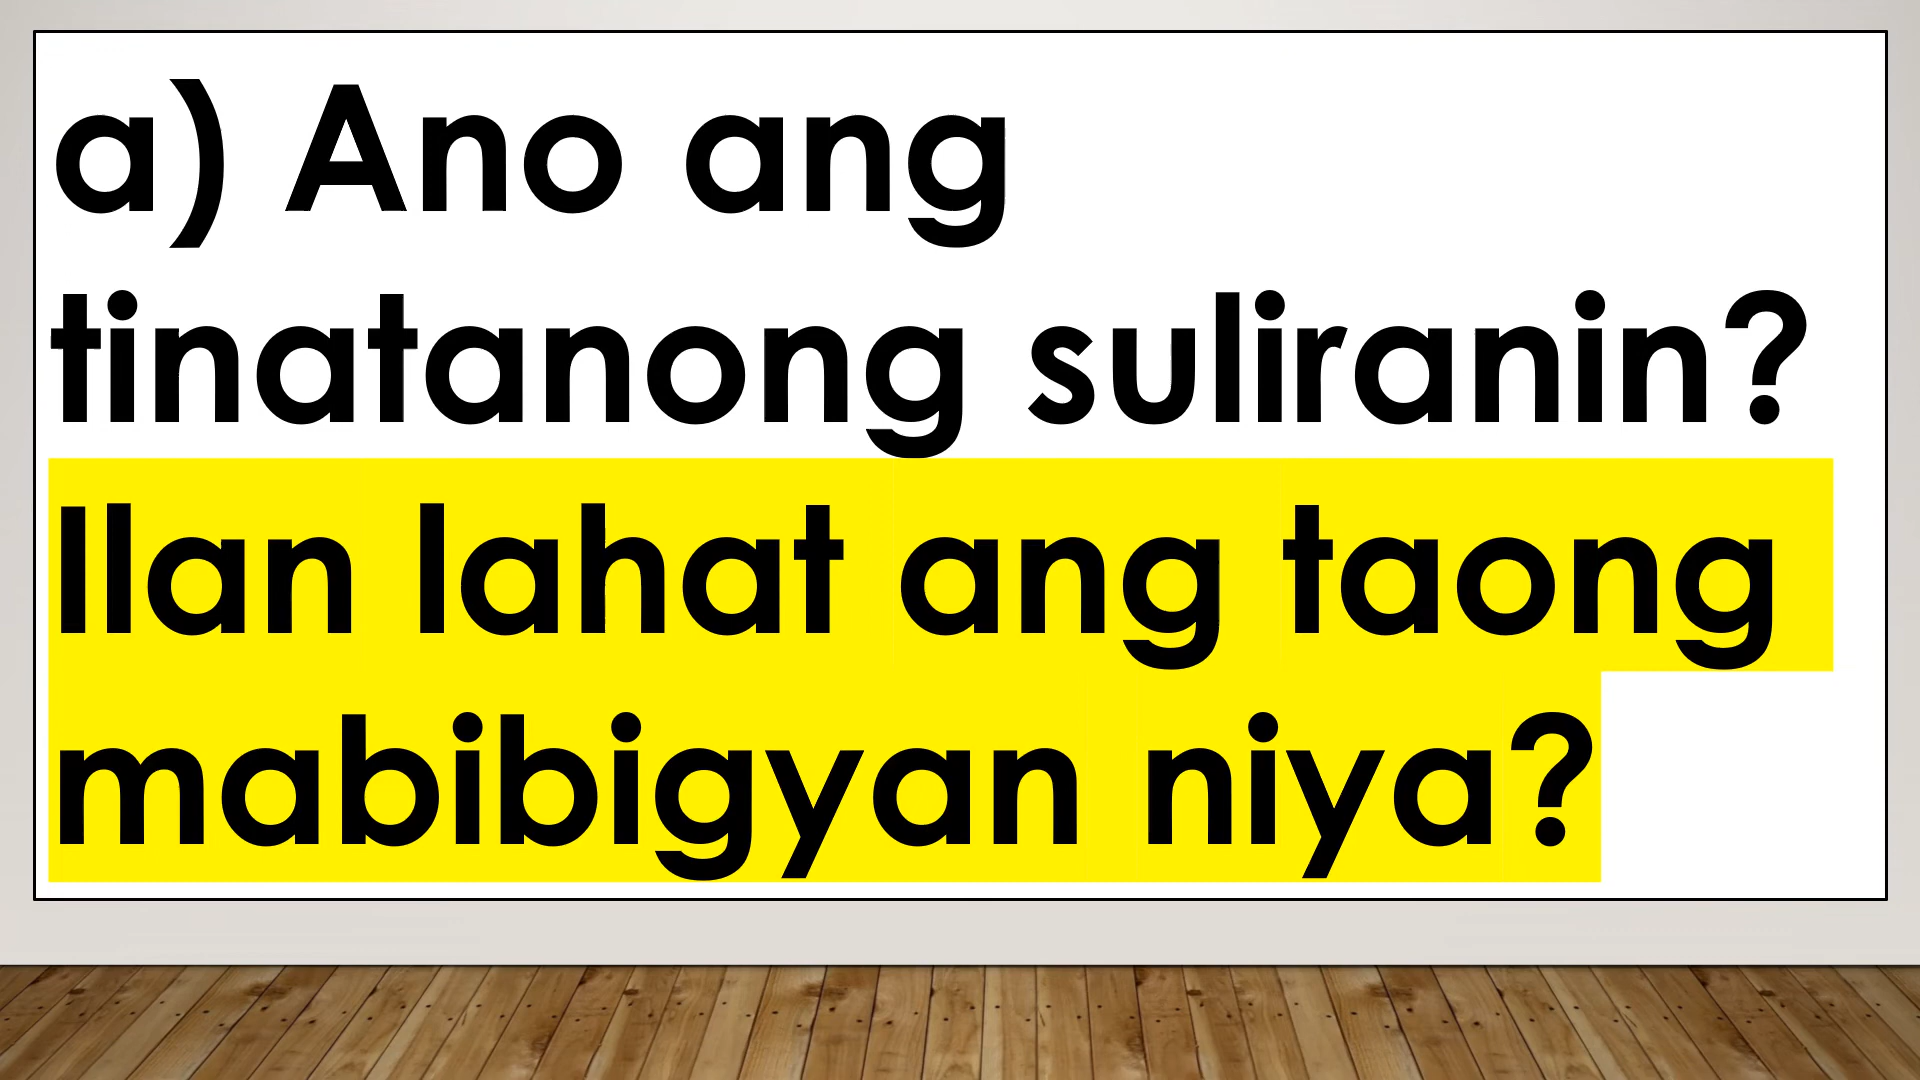 a) Ano ang
tinatanong suliranin?
Ilan lahat ang taong
mabibigyan niya?